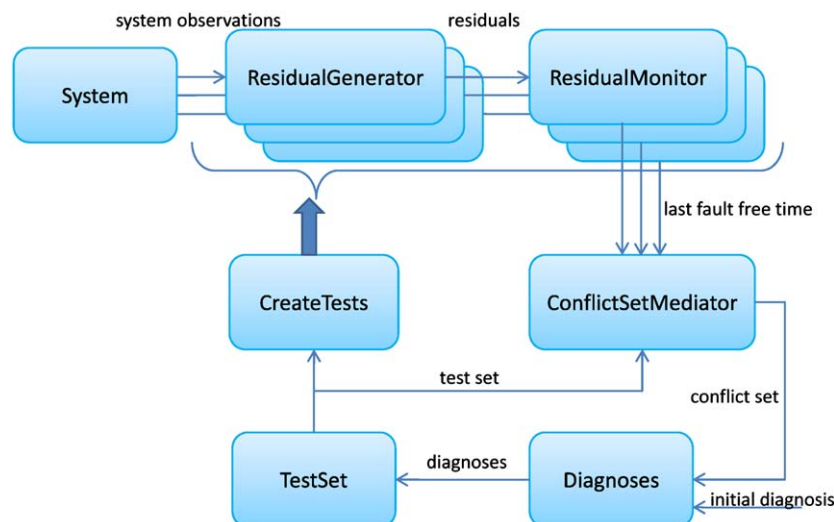 system observations
residuals
System
ResidualGenerator
ResidualMonitor
last fault free time
CreateTests
ConflictSetMediator
test set
conflict set
TestSet
diagnoses
Diagnoses
initial diagnosis